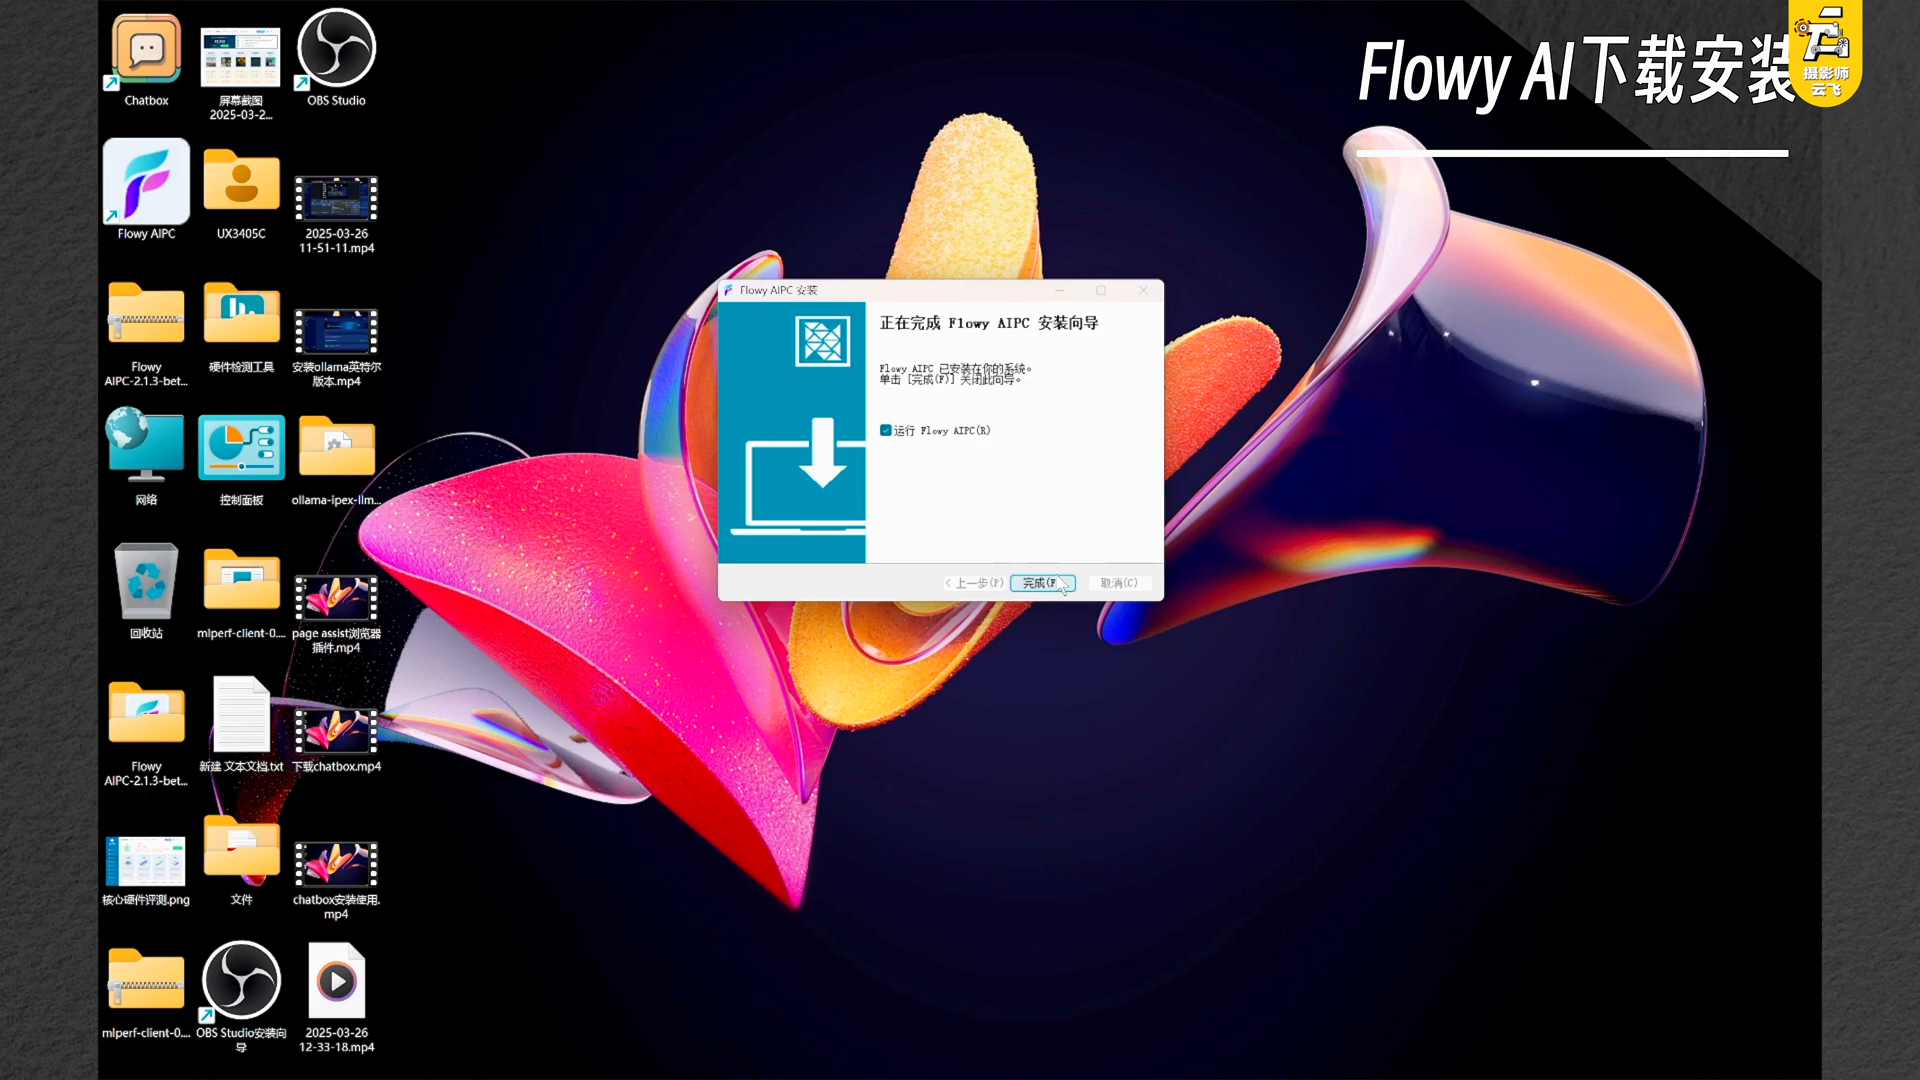 Flowy AI下载安装
摄影师
云飞
Chatbox
屏幕截图
2025-03-2...
OBS Studio
Flowy AIPC
UX3405C
2025-03-26
11-51-11.mp4
Flowy
AIPC-2.1.3-bet...
硬件检测工具
安装ollama英特尔
版本.mp4
网络
控制面板
ollama-ipex-llm...
回收站
mlperf-client-0....
page assist浏览器
插件.mp4
Flowy
AIPC-2.1.3-bet...
新建 文本文档.txt
下载chatbox.mp4
核心硬件评测.png
文件
chatbox安装使用.
mp4
mlperf-client-0....
OBS Studio安装向
导
2025-03-26
12-33-18.mp4
Flowy AIPC 安装
正在完成 Flowy AIPC 安装向导
Flowy AIPC 已安装在你的系统。
单击 [完成(F)] 关闭此向导。
运行 Flowy AIPC(R)
< 上一步(P)
完成(F
取消(C)